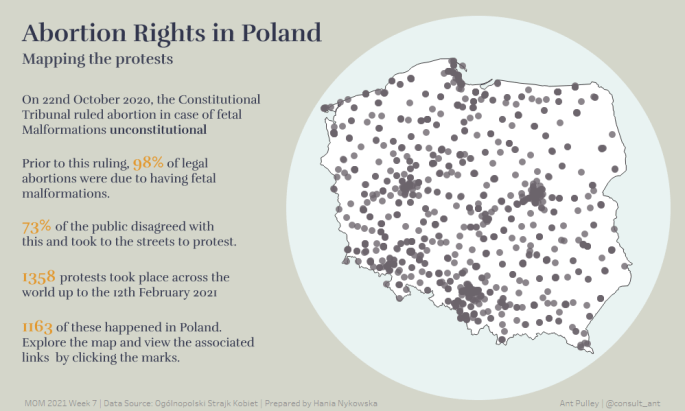 Abortion Rights in Poland
Mapping the protests
On 22nd October 2020, the Constitutional
Tribunal ruled abortion in case of fetal
Malformations unconstitutional
Prior to this ruling, 98% of legal
abortions were due to having fetal
malformations.
73% of the public disagreed with
this and took to the streets to protest.
1358 protests took place across the
world up to the 12th February 2021
1163 of these happened in Poland.
Explore the map and view the associated
links by clicking the marks.
MOM 2021 Week 7 | Data Source: Ogólnopolski Strajk Kobiet | Prepared by Hania Nykowska
Ant Pulley | @consult_ant